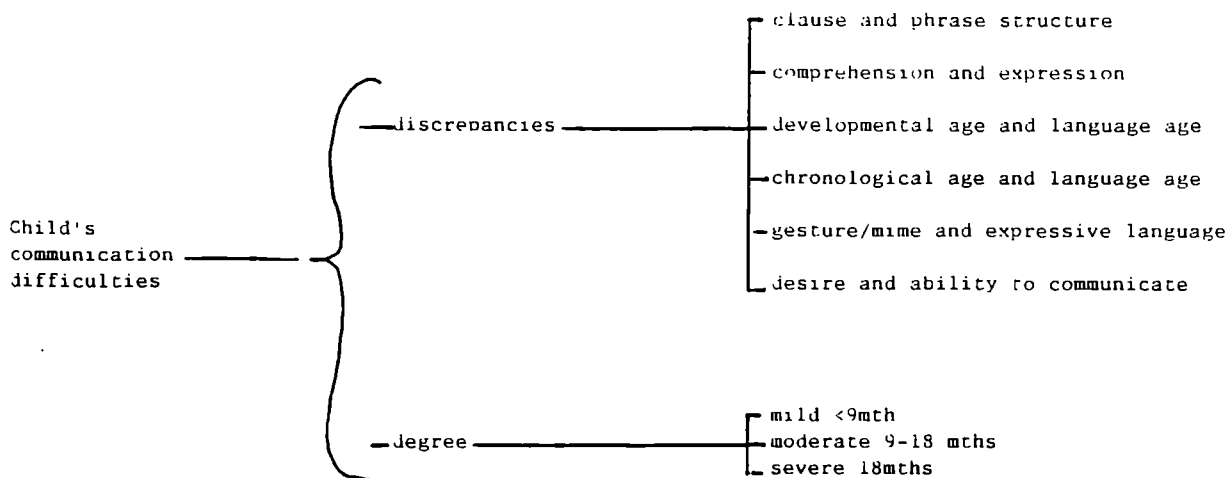 clause and phrase structure
comprehension and expression
discrepancies
developmental age and language age
chronological age and language age
Child's
communication
difficulties
gesture/mime and expressive language
desire and ability to communicate
mild <9mth
degree
moderate 9-18 mths
severe 18mths